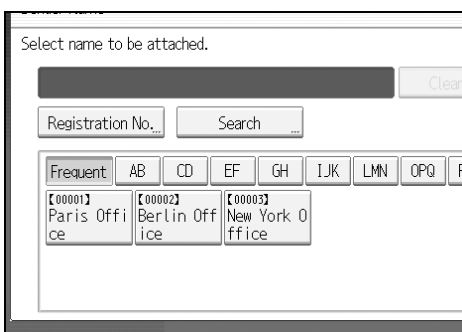 Select name to be attached.
Clear
Registration No.... Search ...
Frequent AB CD EF GH IJK LMN OPQ
【00001】 【00002】 【00003】
Paris Offi Berlin Off New York O
ce ice ffice